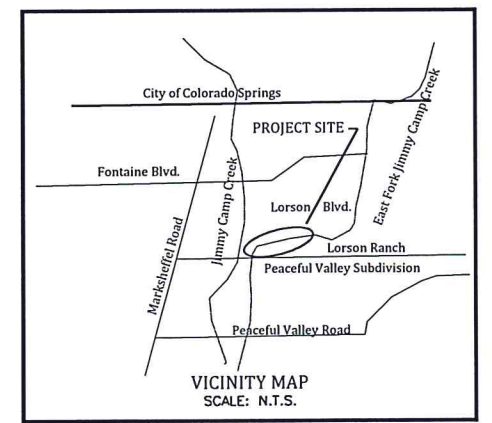 City of Colorado Springs
PROJECT SITE
East Fork Jimmy Camp Creek
Fontaine Blvd.
Jimmy Camp Creek
Lorson Blvd.
Marksheffel Road
Lorson Ranch
Peaceful Valley Subdivision
Peaceful Valley Road
VICINITY MAP
SCALE: N.T.S.